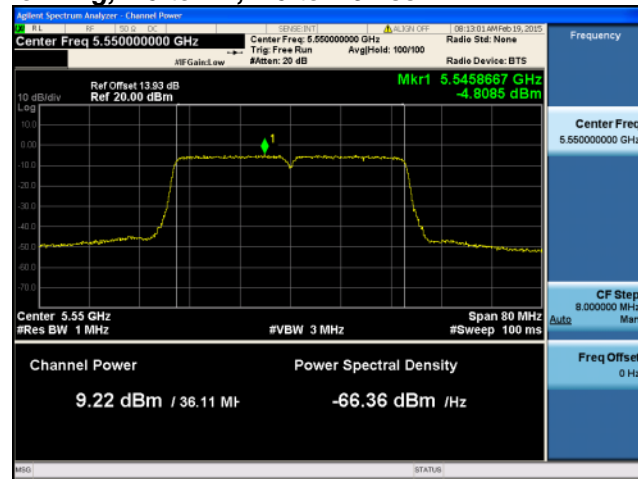 Agilent Spectrum Analyzer - Channel Power
RL RF 50 Ω DC SENSE:INT ALIGN OFF 08:13:01 AM Feb 19, 2015
Center Freq 5.550000000 GHz
Center Freq: 5.550000000 GHz
Radio Std: None
Trig: Free Run Avg|Hold: 100/100
#IFGain:Low #Atten: 20 dB Radio Device: BTS
Frequency
Mkr1 5.5458667 GHz
-4.8085 dBm
Ref Offset 13.93 dB
10 dB/div Ref 20.00 dBm
Log
10.0
0.00
-10.0
-20.0
-30.0
-40.0
-50.0
-60.0
-70.0
1
Center 5.55 GHz Span 80 MHz
#Res BW 1 MHz #VBW 3 MHz #Sweep 100 ms
Channel Power Power Spectral Density
9.22 dBm / 36.11 MH -66.36 dBm /Hz
Center Freq
5.550000000 GHz
CF Step
8.000000 MHz
Auto Man
Freq Offset
0 Hz
MSG STATUS